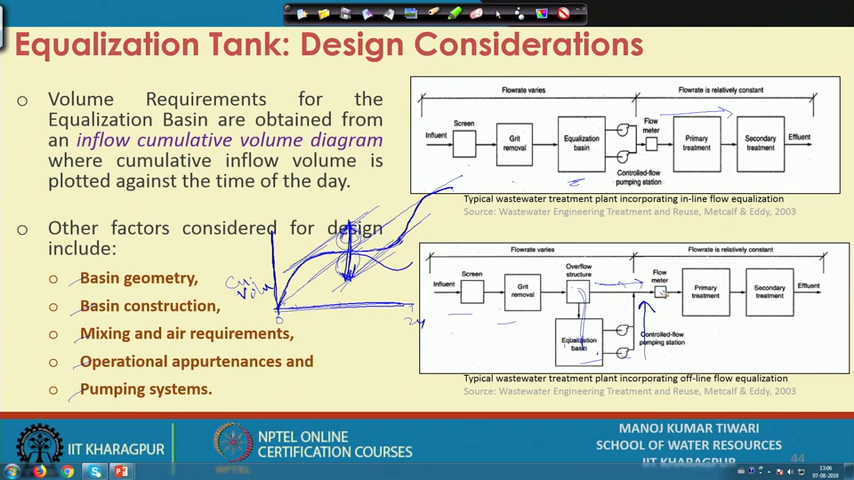 Equalization Tank: Design Considerations
o Volume Requirements for the
Equalization Basin are obtained from
an inflow cumulative volume diagram
where cumulative inflow volume is
plotted against the time of the day.
o Other factors considered for design
include:
o Basin geometry,
o Basin construction,
o Mixing and air requirements,
o Operational appurtenances and
o Pumping systems.
Cu.
Volu
0
24
Flowrate varies
Flowrate is relatively constant
Influent
Screen
Grit
removal
Equalization
basin
Flow
meter
Controlled-flow
pumping station
Primary
treatment
Secondary
treatment
Effluent
Typical wastewater treatment plant incorporating in-line flow equalization
Source: Wastewater Engineering Treatment and Reuse, Metcalf & Eddy, 2003
Flowrate varies
Flowrate is relatively constant
Influent
Screen
Grit
removal
Overflow
structure
Equalization
basin
Flow
meter
Controlled-flow
pumping station
Primary
treatment
Secondary
treatment
Effluent
Typical wastewater treatment plant incorporating off-line flow equalization
Source: Wastewater Engineering Treatment and Reuse, Metcalf & Eddy, 2003
IIT KHARAGPUR
NPTEL ONLINE
CERTIFICATION COURSES
MANOJ KUMAR TIWARI
SCHOOL OF WATER RESOURCES
IIT KHARAGPUR
44
13:06
07-08-2018